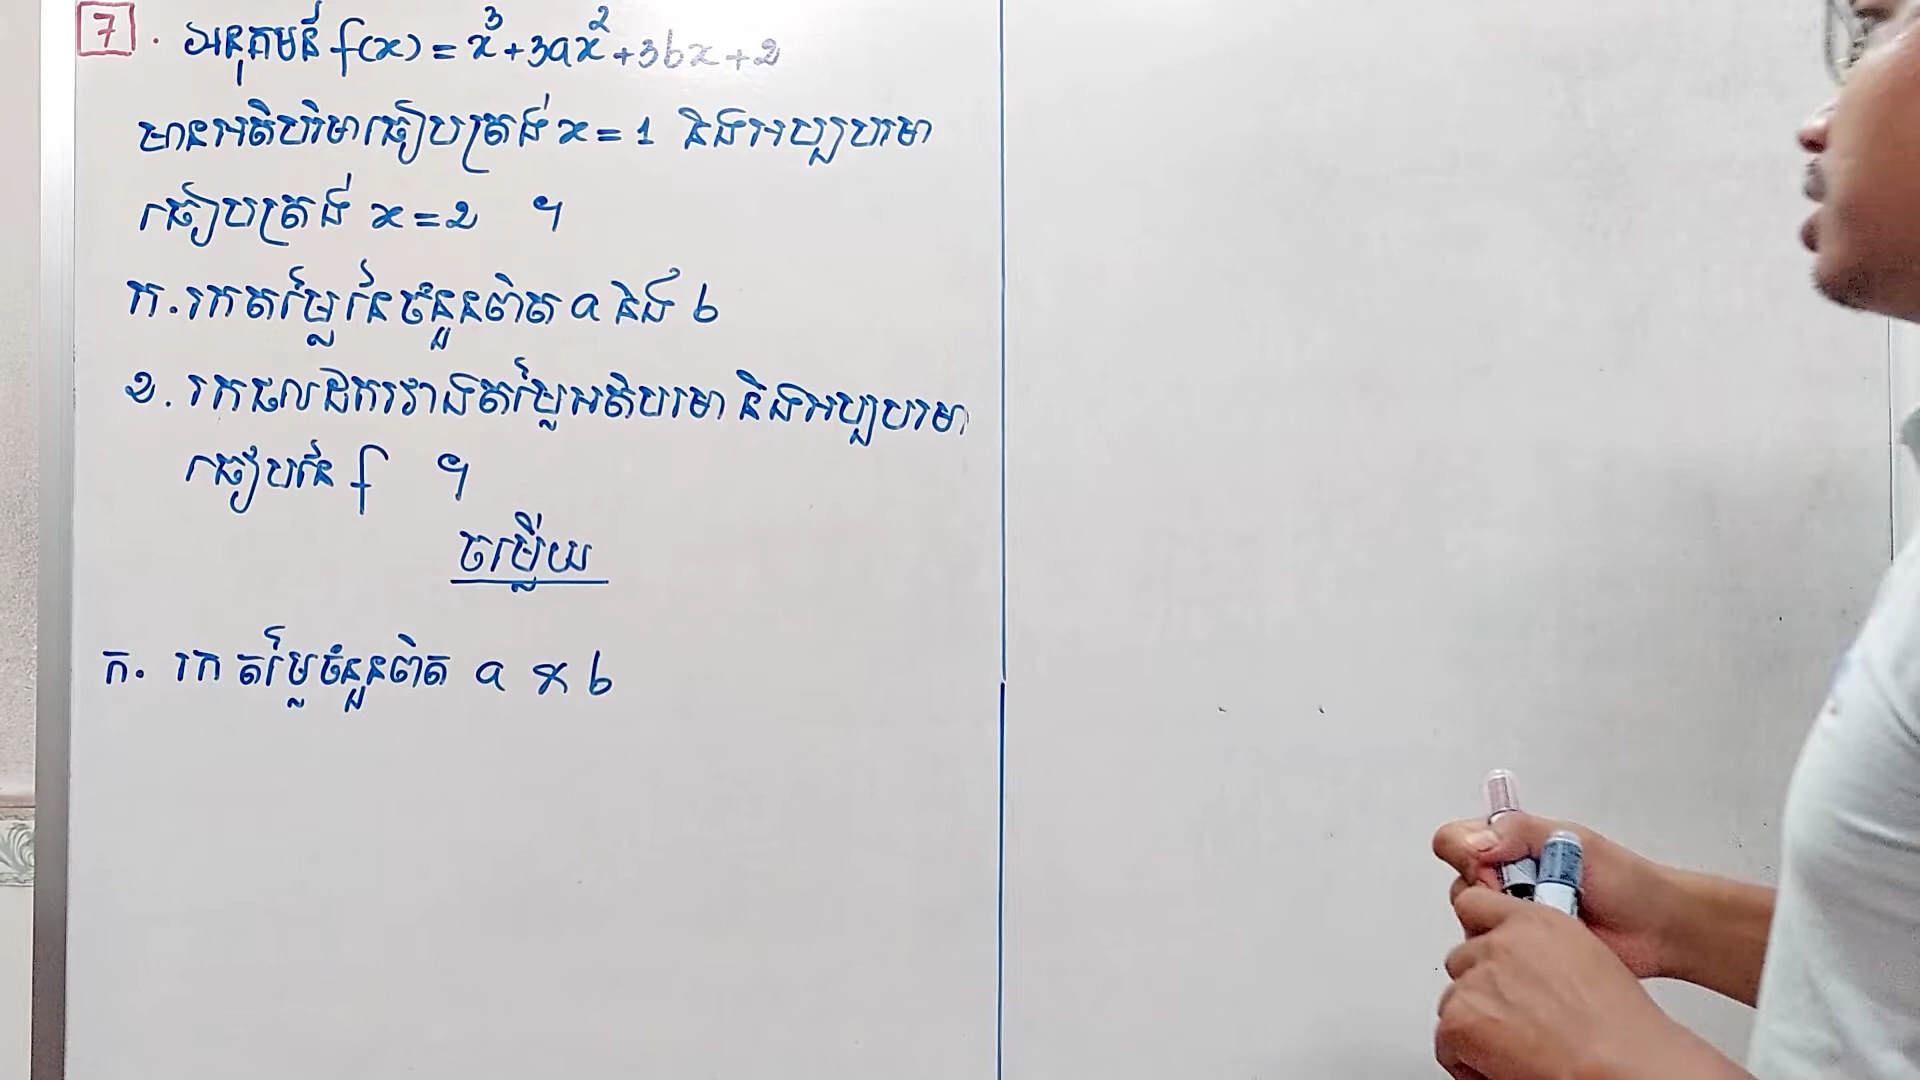 7. អនុគមន៍ f(x) = x³ + 3ax² + 3bx + 2
មានអតិបរិមាធៀបត្រង់ x = 1 និងអប្បបរមា
ធៀបត្រង់ x = 2 ។
ក. រកតម្លៃនៃចំនួនពិត a និង b
ខ. រកផលដករវាងតម្លៃអតិបរមា និងអប្បបរមា
ធៀបនៃ f ។
ចម្លើយ
ក. រកតម្លៃចំនួនពិត a & b